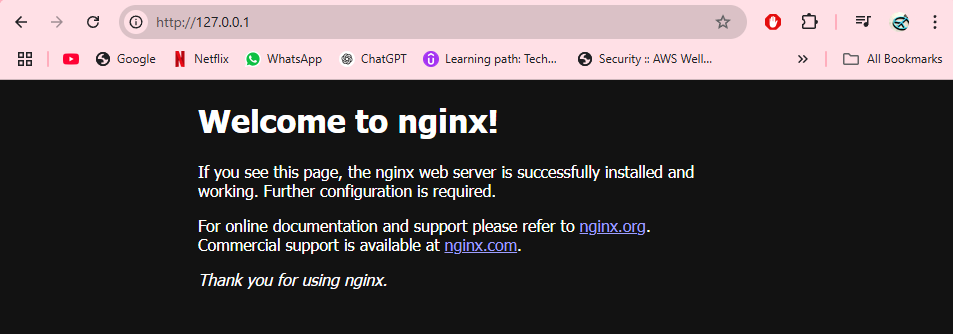 http://127.0.0.1
Google Netflix WhatsApp ChatGPT Learning path: Tech... Security :: AWS Well... » All Bookmarks
Welcome to nginx!
If you see this page, the nginx web server is successfully installed and
working. Further configuration is required.
For online documentation and support please refer to nginx.org.
Commercial support is available at nginx.com.
Thank you for using nginx.